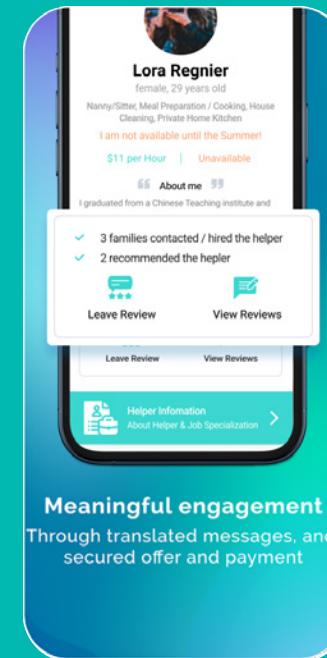 Lora Regnier
female, 29 years old
Nanny/Sitter, Meal Preparation / Cooking, House
Cleaning, Private Home Kitchen
I am not available until the Summer!
$11 per Hour | Unavailable
About me
I graduated from a Chinese Teaching institute and
3 families contacted / hired the helper
2 recommended the hepler
Leave Review View Reviews
Leave Review View Reviews
Helper Infomation
About Helper & Job Specialization
Meaningful engagement
Through translated messages, and
secured offer and payment